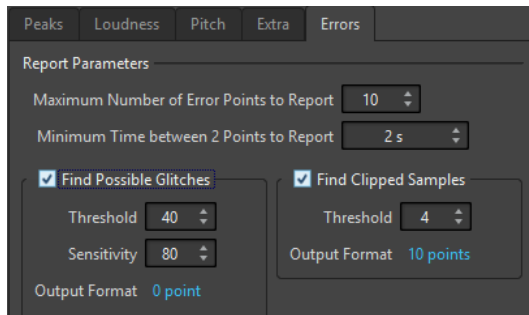 Peaks Loudness Pitch Extra Errors
Report Parameters
Maximum Number of Error Points to Report 10
Minimum Time between 2 Points to Report 2 s
Find Possible Glitches Find Clipped Samples
Threshold 40 Threshold 4
Sensitivity 80 Output Format 10 points
Output Format 0 point